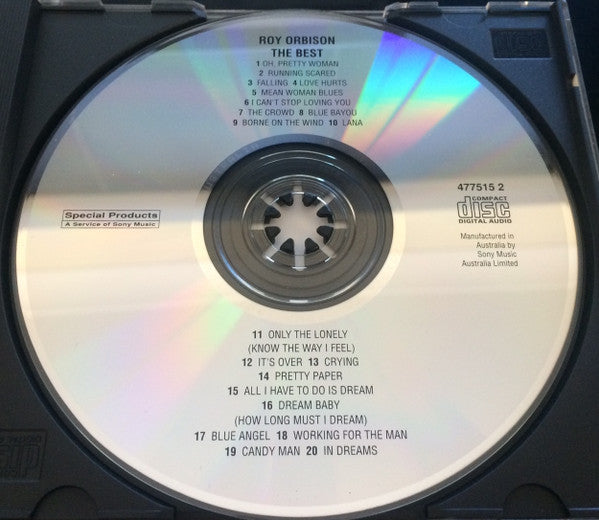 ROY ORBISON
THE BEST
1 OH, PRETTY WOMAN
2 RUNNING SCARED
3 FALLING 4 LOVE HURTS
5 MEAN WOMAN BLUES
6 I CAN'T STOP LOVING YOU
7 THE CROWD 8 BLUE BAYOU
9 BORNE ON THE WIND 10 LANA
Special Products
A Service of Sony Music
477515 2
COMPACT
disc
DIGITAL AUDIO
Manufactured in
Australia by
Sony Music
Australia Limited
11 ONLY THE LONELY
(KNOW THE WAY I FEEL)
12 IT'S OVER 13 CRYING
14 PRETTY PAPER
15 ALL I HAVE TO DO IS DREAM
16 DREAM BABY
(HOW LONG MUST I DREAM)
17 BLUE ANGEL 18 WORKING FOR THE MAN
19 CANDY MAN 20 IN DREAMS